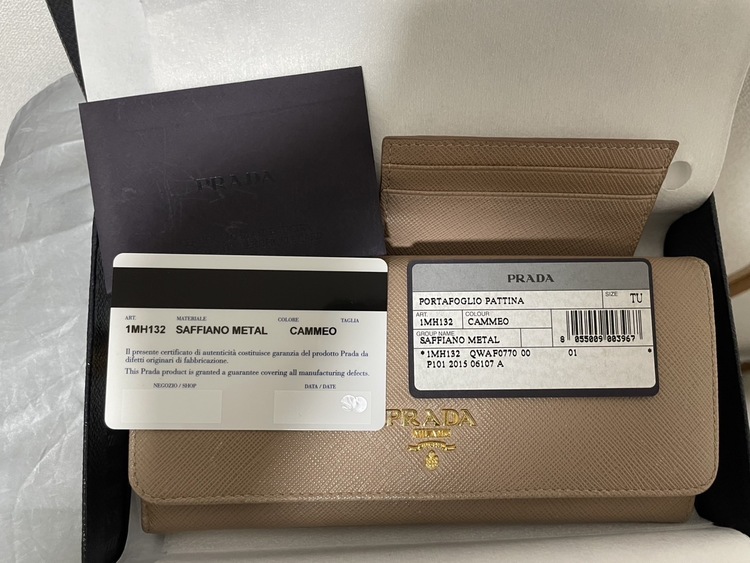 PRADA
ART. MATERIALE COLORE TAGLIA
1MH132 SAFFIANO METAL CAMMEO
Il presente certificato di autenticità costituisce garanzia del prodotto Prada da
difetti originari di fabbricazione.
This Prada product is granted a guarantee covering all manufacturing defects.
NEGOZIO / SHOP DATA / DATE
PRADA
PORTAFOGLIO PATTINA SIZE TU
ART COLOUR
1MH132 CAMMEO
GROUP NAME
SAFFIANO METAL
8 055009 003967
1MH132 QWAF0770 00 01
P101 2015 06107 A
PRADA
MILANO